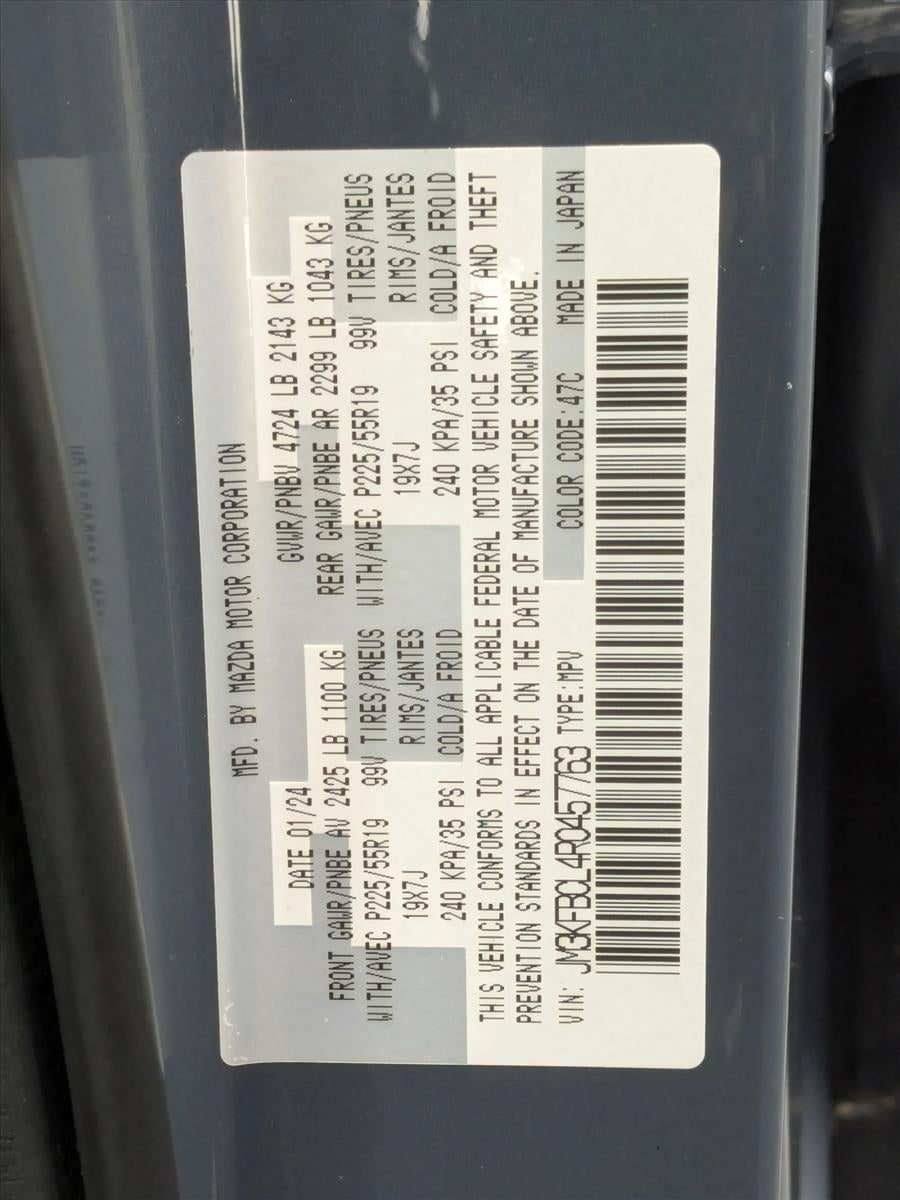 MFD. BY MAZDA MOTOR CORPORATION
DATE 01/24 GVWR/PNBV 4724 LB 2143 KG
FRONT GAWR/PNBE AV 2425 LB 1100 KG REAR GAWR/PNBE AR 2299 LB 1043 KG
WITH/AVEC P225/55R19 99V TIRES/PNEUS WITH/AVEC P225/55R19 99V TIRES/PNEUS
19X7J RIMS/JANTES 19X7J RIMS/JANTES
240 KPA/35 PSI COLD/A FROID 240 KPA/35 PSI COLD/A FROID
THIS VEHICLE CONFORMS TO ALL APPLICABLE FEDERAL MOTOR VEHICLE SAFETY AND THEFT
PREVENTION STANDARDS IN EFFECT ON THE DATE OF MANUFACTURE SHOWN ABOVE.
VIN: JM3KFBCL4R0457763 TYPE:MPV COLOR CODE:47C MADE IN JAPAN